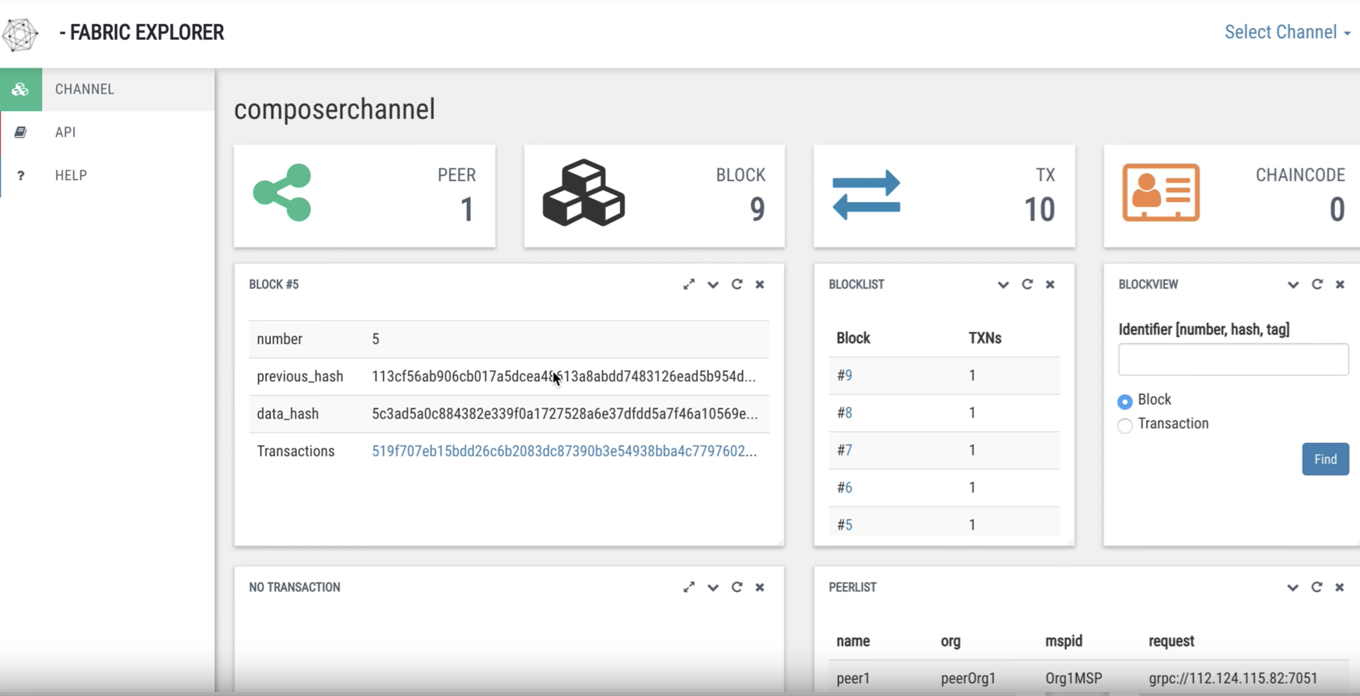 - FABRIC EXPLORER
Select Channel
CHANNEL
API
? HELP
composerchannel
PEER
1
BLOCK
9
TX
10
CHAINCODE
0
BLOCK #5
number 5
previous_hash
data_hash 5c3ad5a0c884382e339f0a1727528a6e37dfdd5a7f46a10569e...
Transactions 519f707eb15bdd26c6b2083dc87390b3e54938bba4c7797602...
BLOCKLIST
Block TXNs
#9 1
#8 1
#7 1
#6 1
#5 1
BLOCKVIEW
Identifier [number, hash, tag]
Block
Transaction
Find
NO TRANSACTION
PEERLIST
name org mspid request
peer1 peerOrg1 Org1MSP grpc://112.124.115.82:7051